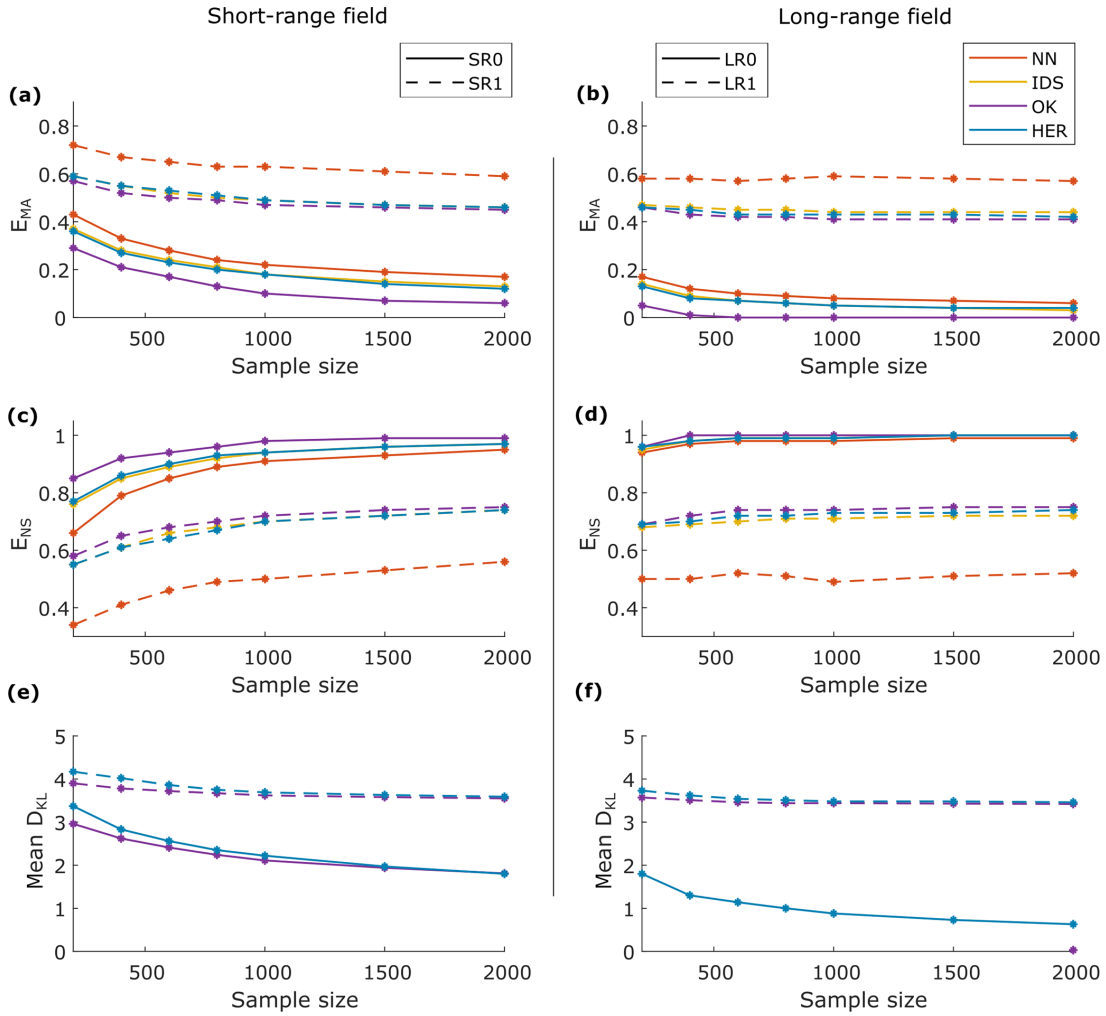 Short-range field
Long-range field
SR0
SR1
LR0
LR1
NN
IDS
OK
HER
(a)
E_MA
0.8
0.6
0.4
0.2
0
500
1000
1500
2000
Sample size
(b)
E_MA
0.8
0.6
0.4
0.2
0
500
1000
1500
2000
Sample size
(c)
E_NS
1
0.8
0.6
0.4
500
1000
1500
2000
Sample size
(d)
E_NS
1
0.8
0.6
0.4
500
1000
1500
2000
Sample size
(e)
Mean D_KL
5
4
3
2
1
0
500
1000
1500
2000
Sample size
(f)
Mean D_KL
5
4
3
2
1
0
500
1000
1500
2000
Sample size